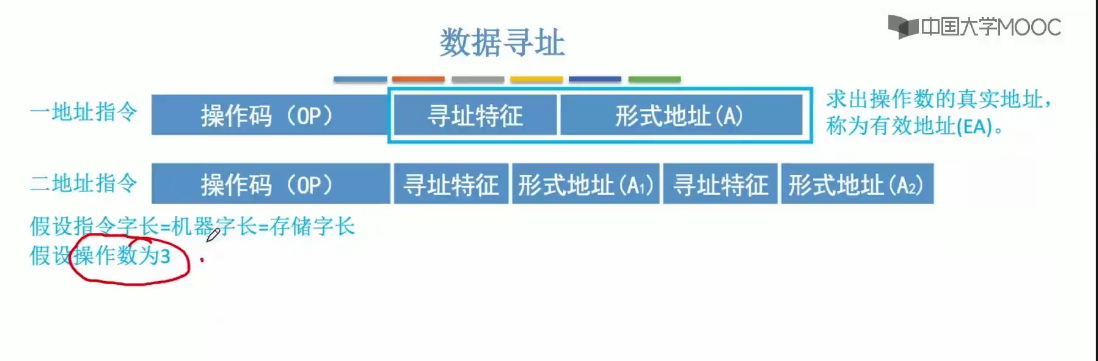 中国大学MOOC
数据寻址
一地址指令 操作码（OP） 寻址特征 形式地址(A) 求出操作数的真实地址，
称为有效地址(EA)。
二地址指令 操作码（OP） 寻址特征 形式地址(A₁) 寻址特征 形式地址(A₂)
假设指令字长=机器字长=存储字长
假设操作数为3